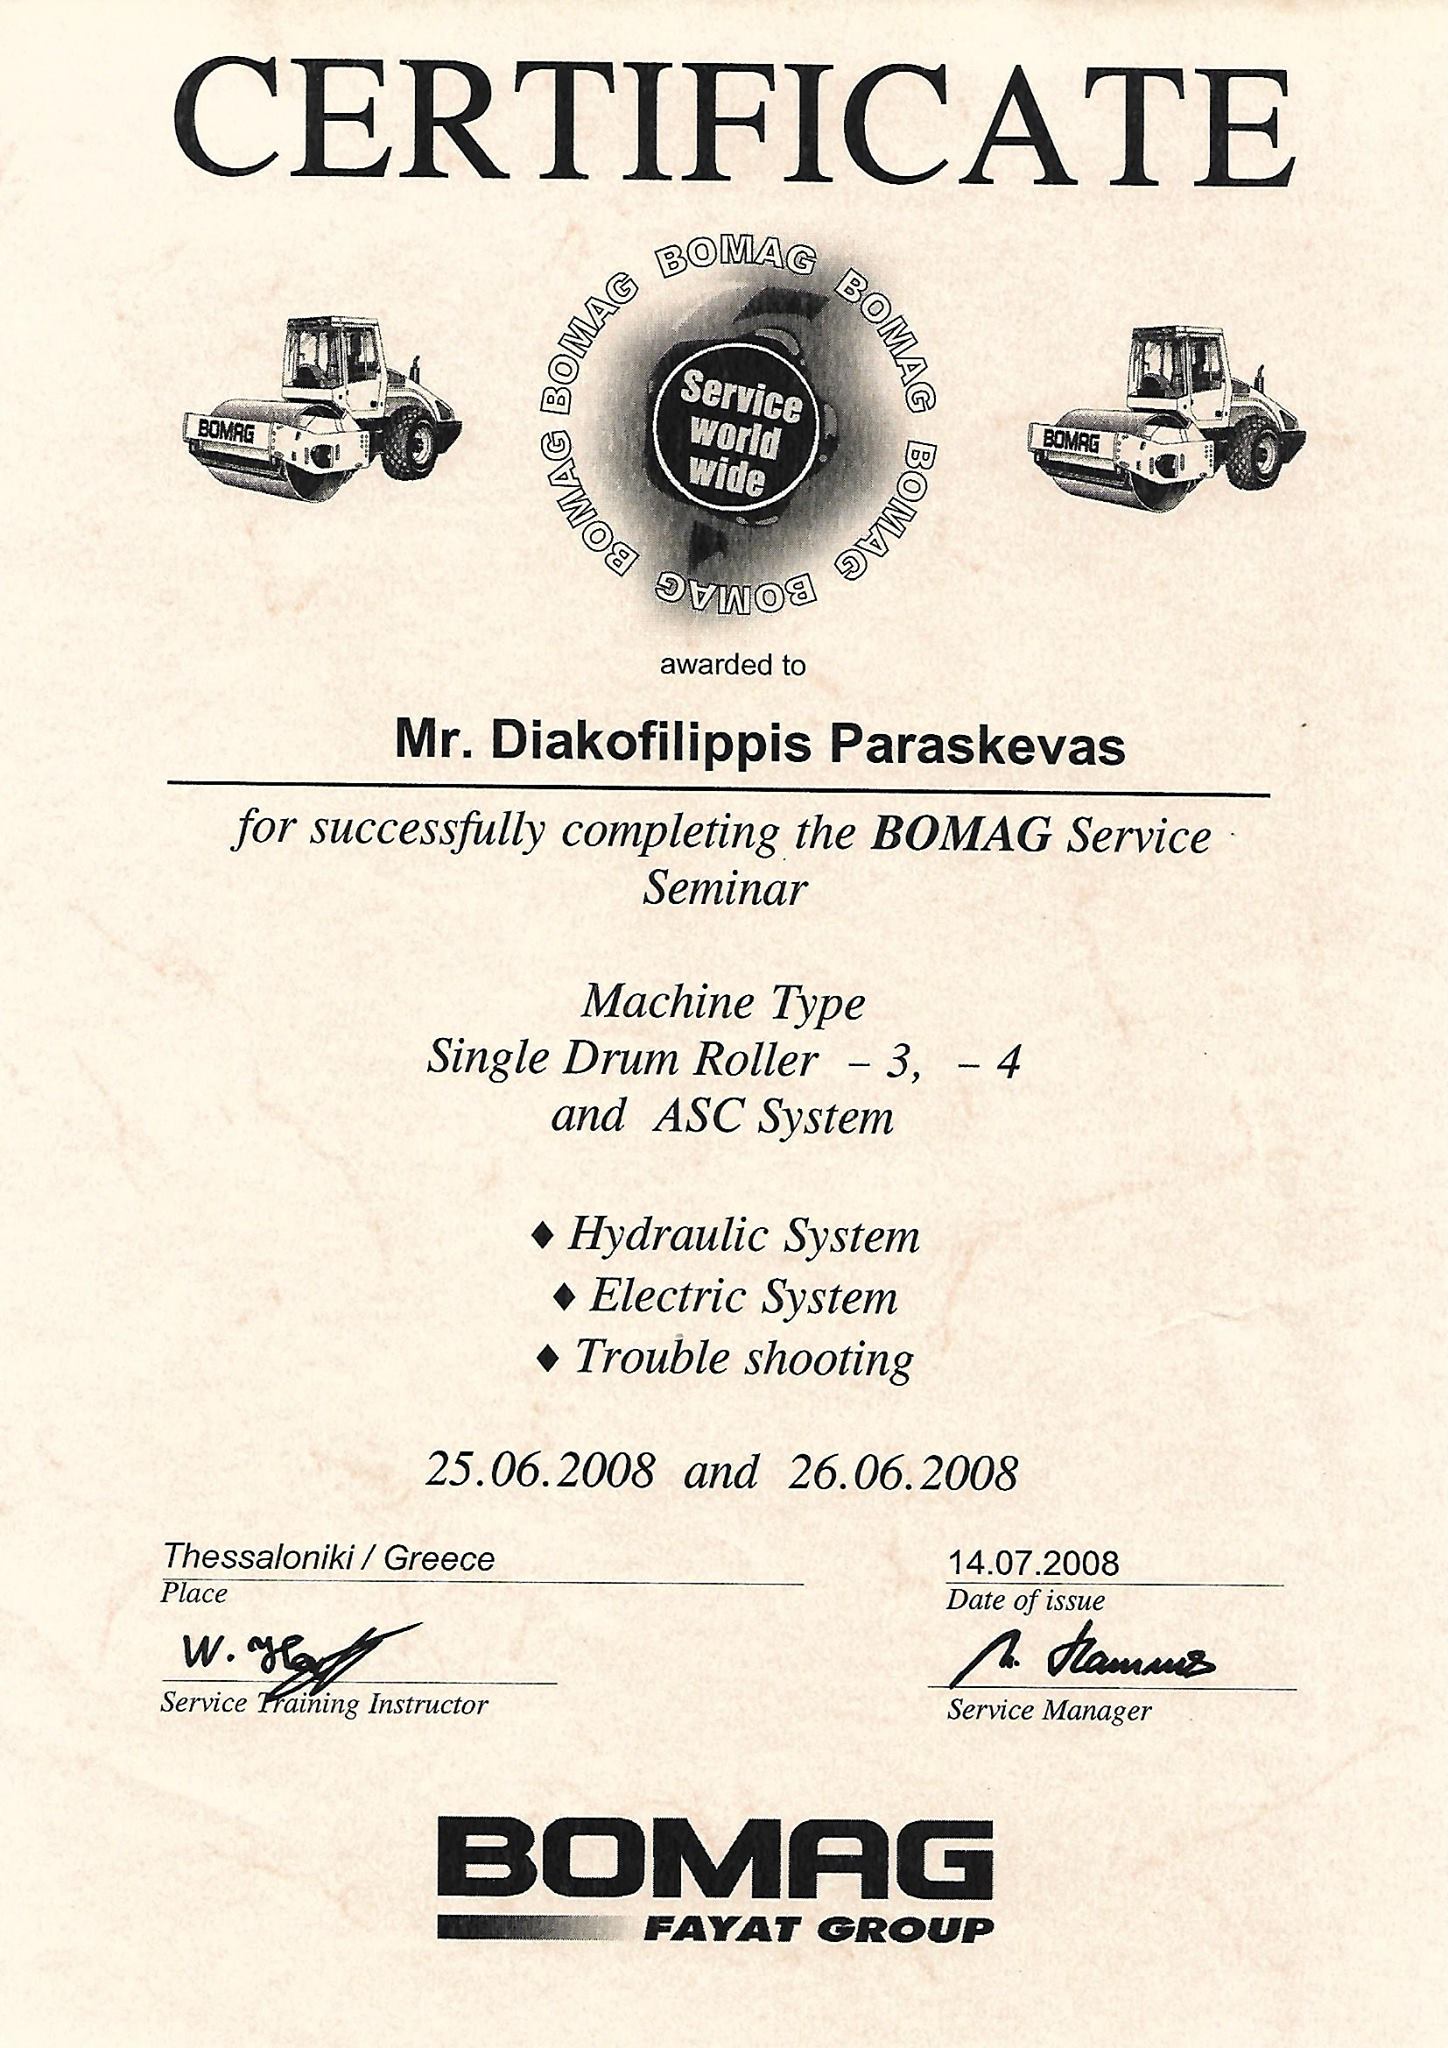 CERTIFICATE
BOMAG BOMAG BOMAG BOMAG BOMAG BOMAG BOMAG BOMAG
Service
world
wide
BOMAG
BOMAG
awarded to
Mr. Diakofilippis Paraskevas
for successfully completing the BOMAG Service
Seminar
Machine Type
Single Drum Roller – 3, – 4
and ASC System
♦ Hydraulic System
♦ Electric System
♦ Trouble shooting
25.06.2008 and 26.06.2008
Thessaloniki / Greece
14.07.2008
Place
Date of issue
W.
Service Training Instructor
Service Manager
BOMAG
FAYAT GROUP